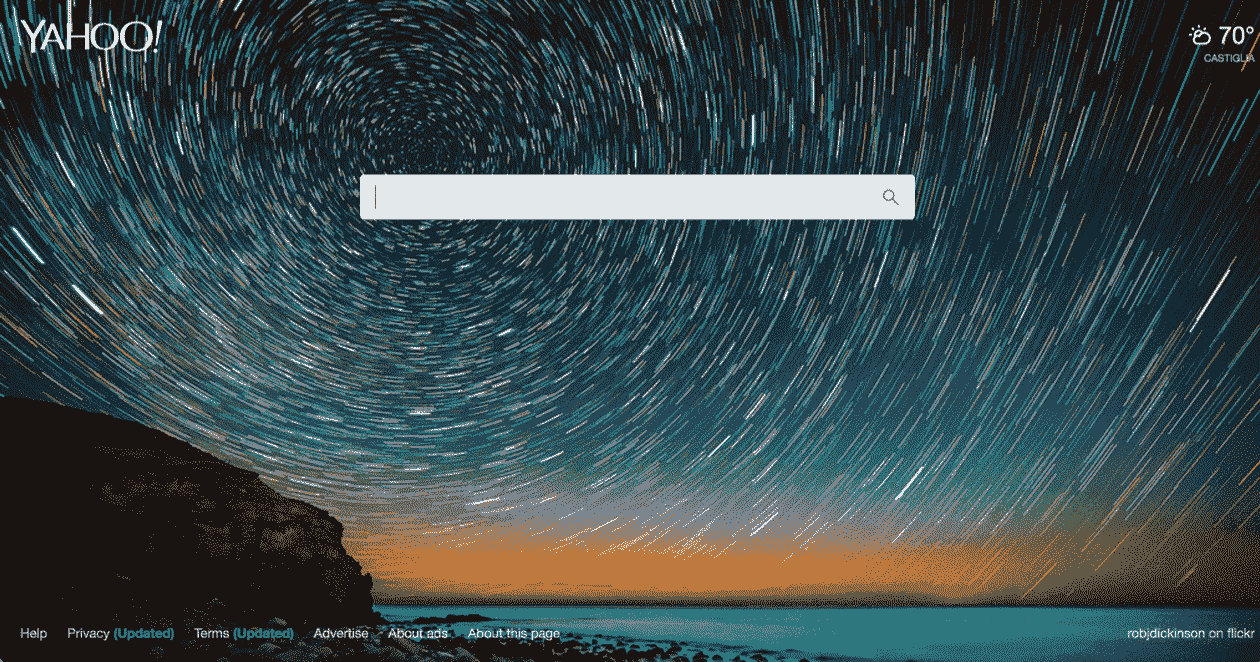 YAHOO!
70°
CASTIGLIA
Help Privacy (Updated) Terms (Updated) Advertise About ads About this page
robjdickinson on flickr